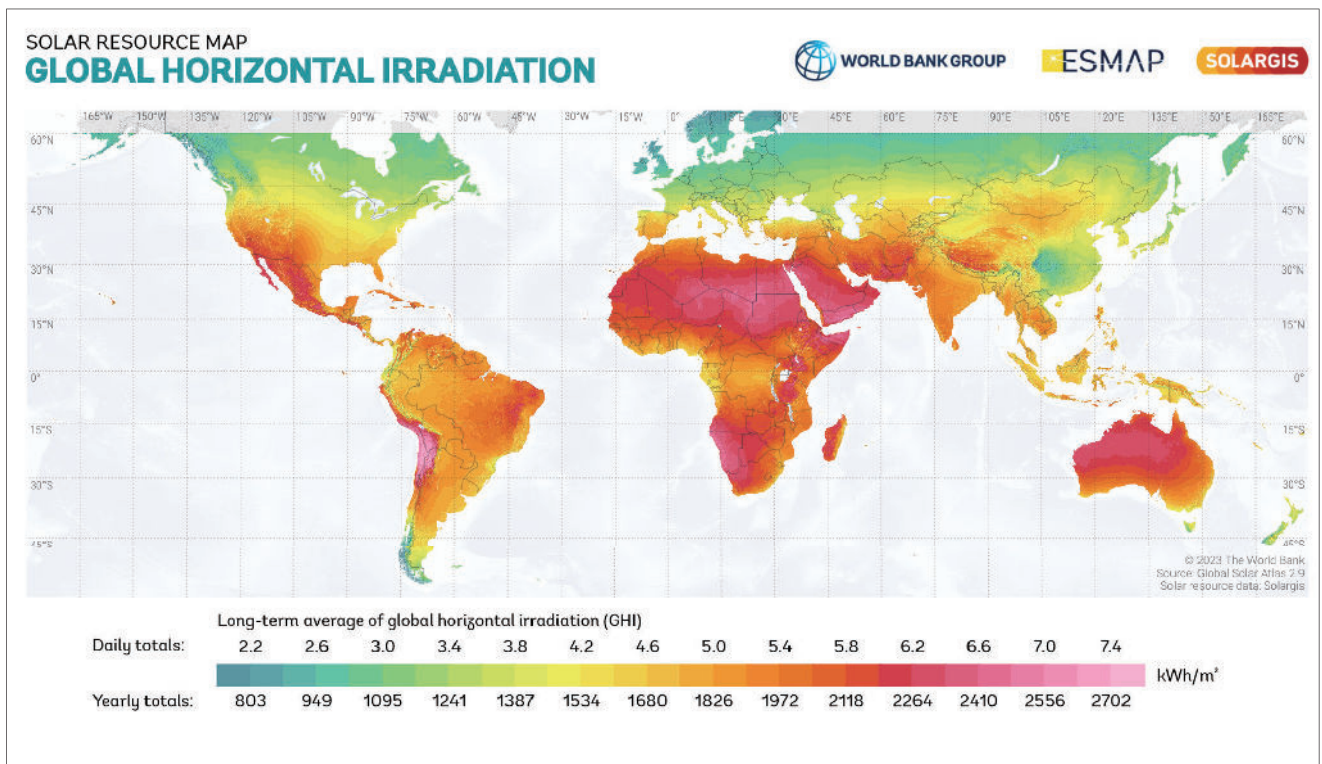 SOLAR RESOURCE MAP
GLOBAL HORIZONTAL IRRADIATION
WORLD BANK GROUP
ESMAP
SOLARGIS
165°W 150°W 135°W 120°W 105°W 90°W 75°W 60°W 45°W 30°W 15°W 0° 15°E 30°E 45°E 60°E 75°E 90°E 105°E 120°E 135°E 150°E 165°E
60°N 60°N
45°N 45°N
30°N 30°N
15°N 15°N
0° 0°
15°S 15°S
30°S 30°S
45°S 45°S
© 2023 The World Bank
Source: Global Solar Atlas 2.9
Solar resource data: Solargis
Long-term average of global horizontal irradiation (GHI)
Daily totals: 2.2 2.6 3.0 3.4 3.8 4.2 4.6 5.0 5.4 5.8 6.2 6.6 7.0 7.4
kWh/m²
Yearly totals: 803 949 1095 1241 1387 1534 1680 1826 1972 2118 2264 2410 2556 2702